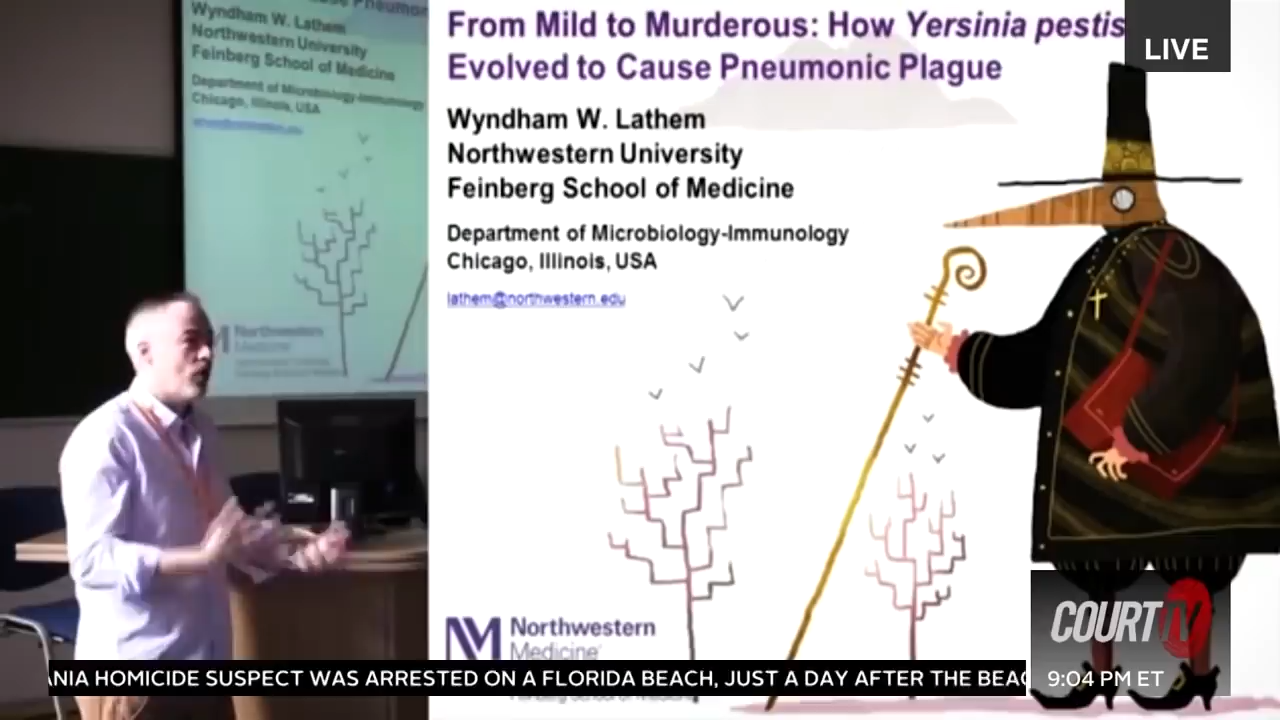 Wyndham W. Lathem
Northwestern University
Feinberg School of Medicine
Department of Microbiology-Immunology
Chicago, Illinois, USA
Northwestern
Medicine
From Mild to Murderous: How Yersinia pestis
Evolved to Cause Pneumonic Plague
Wyndham W. Lathem
Northwestern University
Feinberg School of Medicine
Department of Microbiology-Immunology
Chicago, Illinois, USA
lathem@northwestern.edu
Northwestern
Medicine
LIVE
COURT TV
ANIA HOMICIDE SUSPECT WAS ARRESTED ON A FLORIDA BEACH, JUST A DAY AFTER THE BEAC
9:04 PM ET